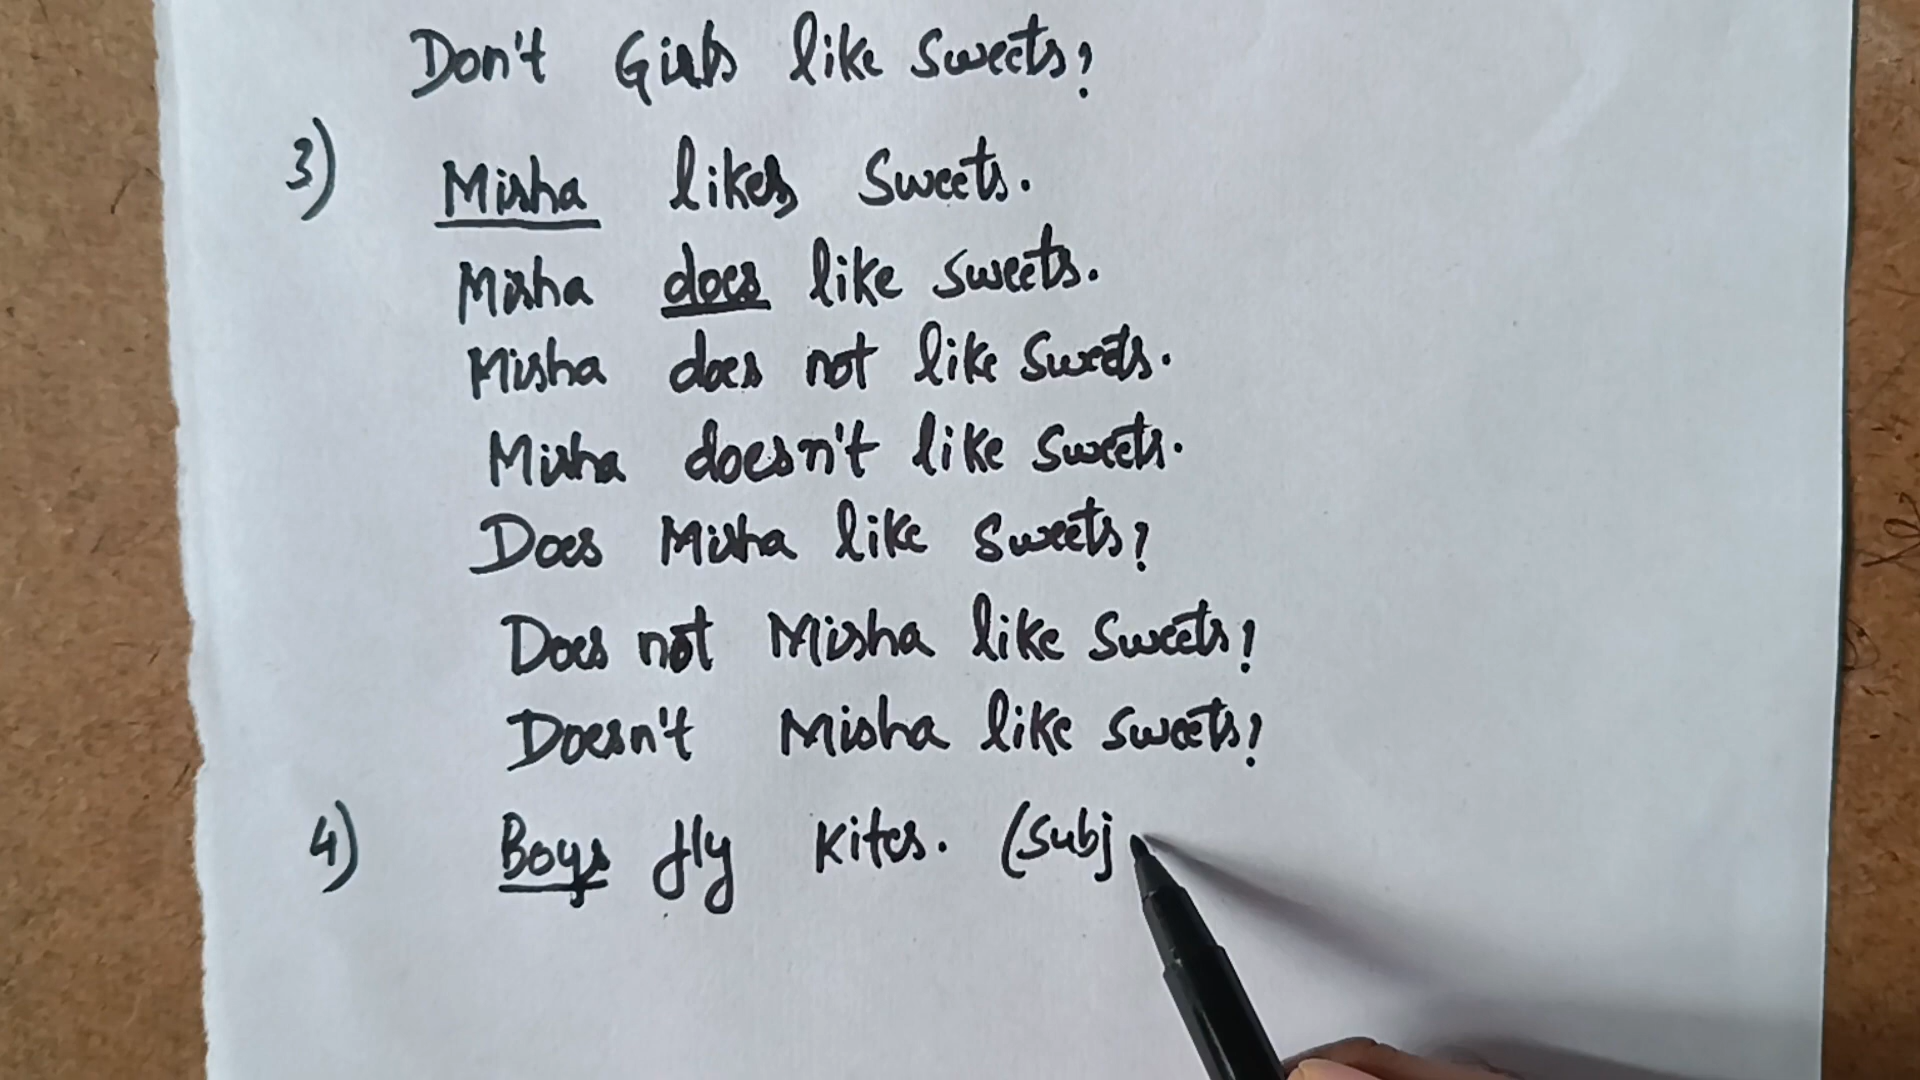 Don't Girls like sweets?
3) Misha likes Sweets.
Misha does like sweets.
Misha does not like Sweets.
Misha doesn't like sweets.
Does Misha like sweets?
Does not Misha like Sweets?
Doesn't Misha like sweets?
4) Boys fly kites. (Subj